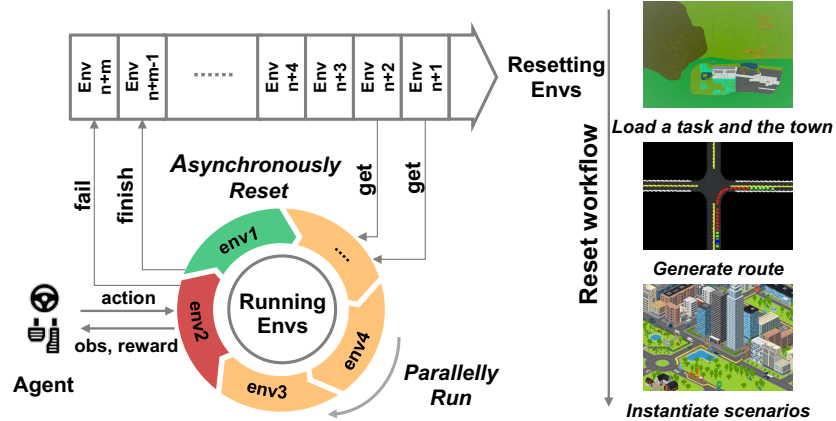 Env n+m
Env n+m-1
......
Env n+4
Env n+3
Env n+2
Env n+1
Resetting
Envs
Asynchronously
Reset
fail
finish
get
get
env1
....
env2
env3
env4
Running
Envs
action
obs, reward
Agent
Parallelly
Run
Reset workflow
Load a task and the town
Generate route
Instantiate scenarios